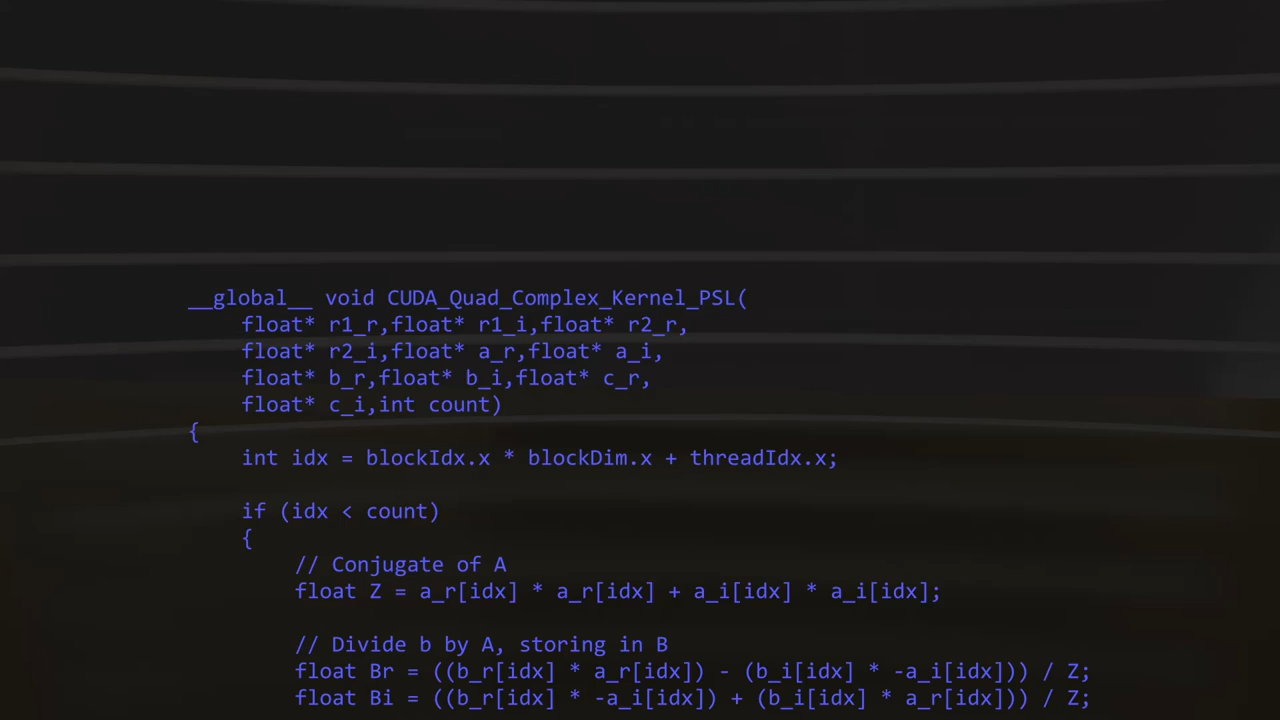 __global__ void CUDA_Quad_Complex_Kernel_PSL(
float* r1_r,float* r1_i,float* r2_r,
float* r2_i,float* a_r,float* a_i,
float* b_r,float* b_i,float* c_r,
float* c_i,int count)
{
int idx = blockIdx.x * blockDim.x + threadIdx.x;
if (idx < count)
{
// Conjugate of A
float Z = a_r[idx] * a_r[idx] + a_i[idx] * a_i[idx];
// Divide b by A, storing in B
float Br = ((b_r[idx] * a_r[idx]) - (b_i[idx] * -a_i[idx])) / Z;
float Bi = ((b_r[idx] * -a_i[idx]) + (b_i[idx] * a_r[idx])) / Z;